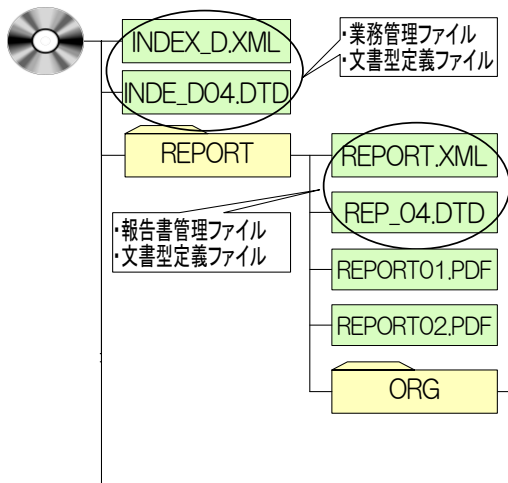 INDEX_D.XML
INDE_D04.DTD
・業務管理ファイル
・文書型定義ファイル
REPORT
REPORT.XML
REP_04.DTD
・報告書管理ファイル
・文書型定義ファイル
REPORT01.PDF
REPORT02.PDF
ORG